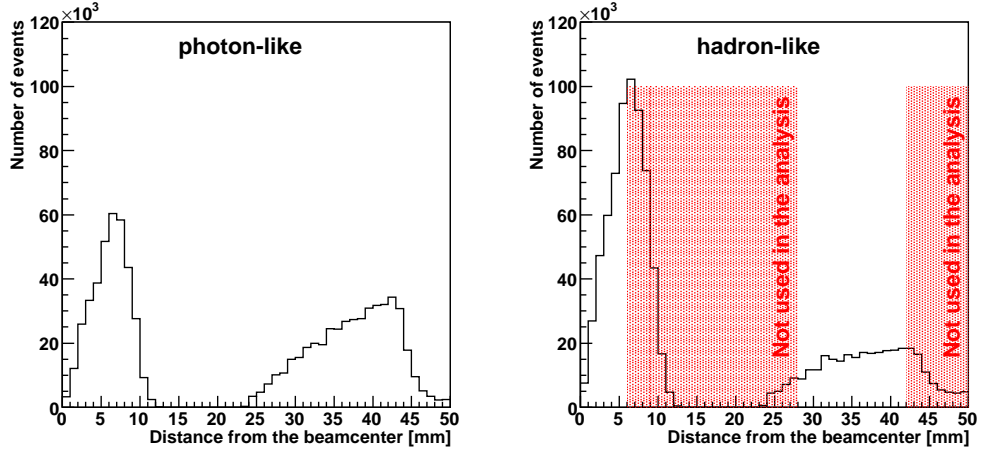 ×10³
120
100
80
60
40
20
0
Number of events
photon-like
0 5 10 15 20 25 30 35 40 45 50
Distance from the beamcenter [mm]
×10³
120
100
80
60
40
20
0
Number of events
hadron-like
Not used in the analysis
Not used in the analysis
0 5 10 15 20 25 30 35 40 45 50
Distance from the beamcenter [mm]